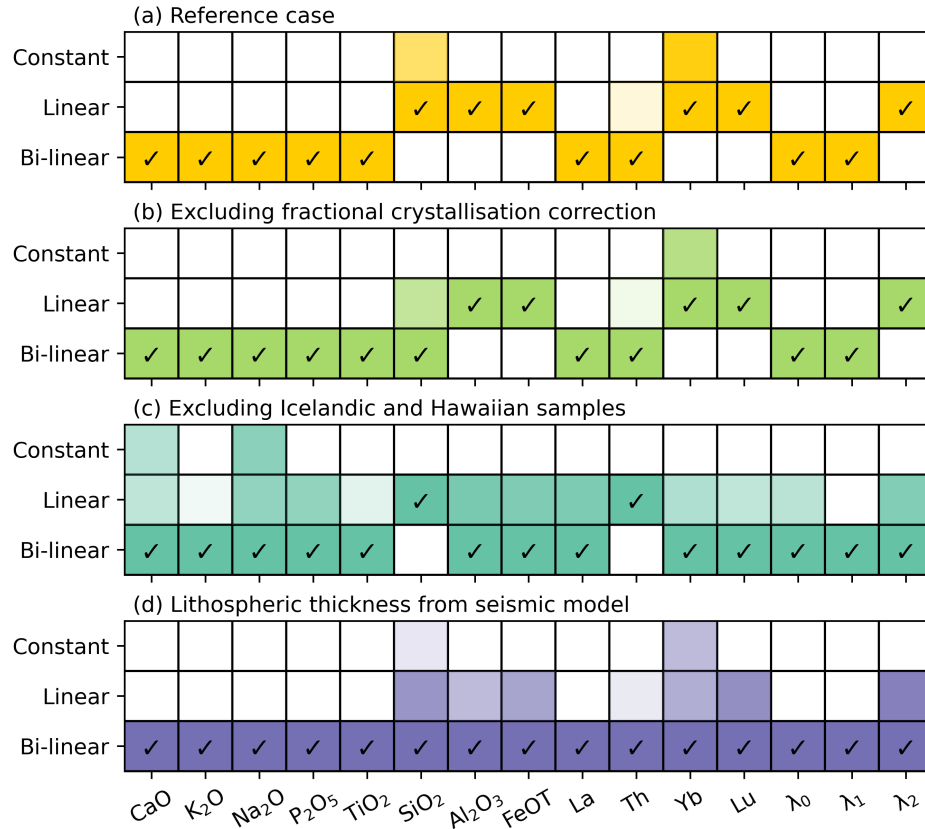 (a) Reference case
Constant
Linear ✓ ✓ ✓ ✓ ✓ ✓
Bi-linear ✓ ✓ ✓ ✓ ✓ ✓ ✓ ✓ ✓
(b) Excluding fractional crystallisation correction
Constant
Linear ✓ ✓ ✓ ✓ ✓
Bi-linear ✓ ✓ ✓ ✓ ✓ ✓ ✓ ✓ ✓ ✓
(c) Excluding Icelandic and Hawaiian samples
Constant
Linear ✓ ✓
Bi-linear ✓ ✓ ✓ ✓ ✓ ✓ ✓ ✓ ✓ ✓ ✓ ✓ ✓
(d) Lithospheric thickness from seismic model
Constant
Linear
Bi-linear ✓ ✓ ✓ ✓ ✓ ✓ ✓ ✓ ✓ ✓ ✓ ✓ ✓ ✓ ✓
CaO K₂O Na₂O P₂O₅ TiO₂ SiO₂ Al₂O₃ FeOT La Th Yb Lu λ₀ λ₁ λ₂